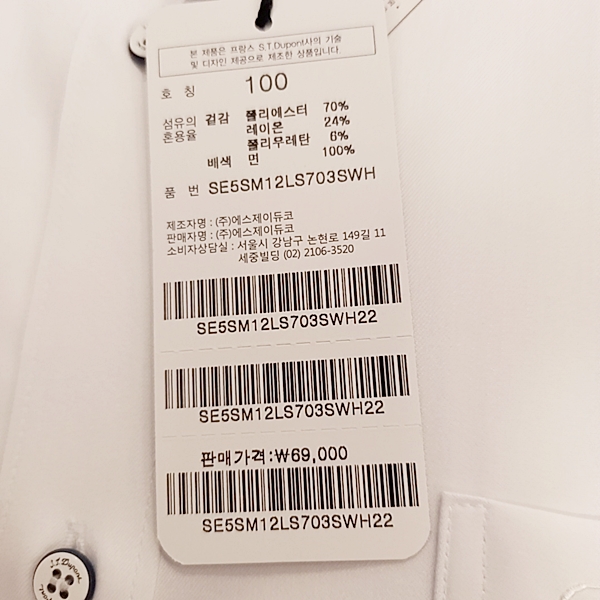 본 제품은 프랑스 S.T.Dupont사의 기술
및 디자인 제공으로 제조한 상품입니다.
호 칭 100
섬유의 혼용율 겉감 폴리에스터 70%
레이온 24%
폴리우레탄 6%
배색 면 100%
품 번 SE5SM12LS703SWH
제조자명 : (주)에스제이듀코
판매자명 : (주)에스제이듀코
소비자상담실 : 서울시 강남구 논현로 149길 11
세중빌딩 (02) 2106-3520
SE5SM12LS703SWH22
SE5SM12LS703SWH22
판매가격:₩69,000
SE5SM12LS703SWH22
S.T. Dupont